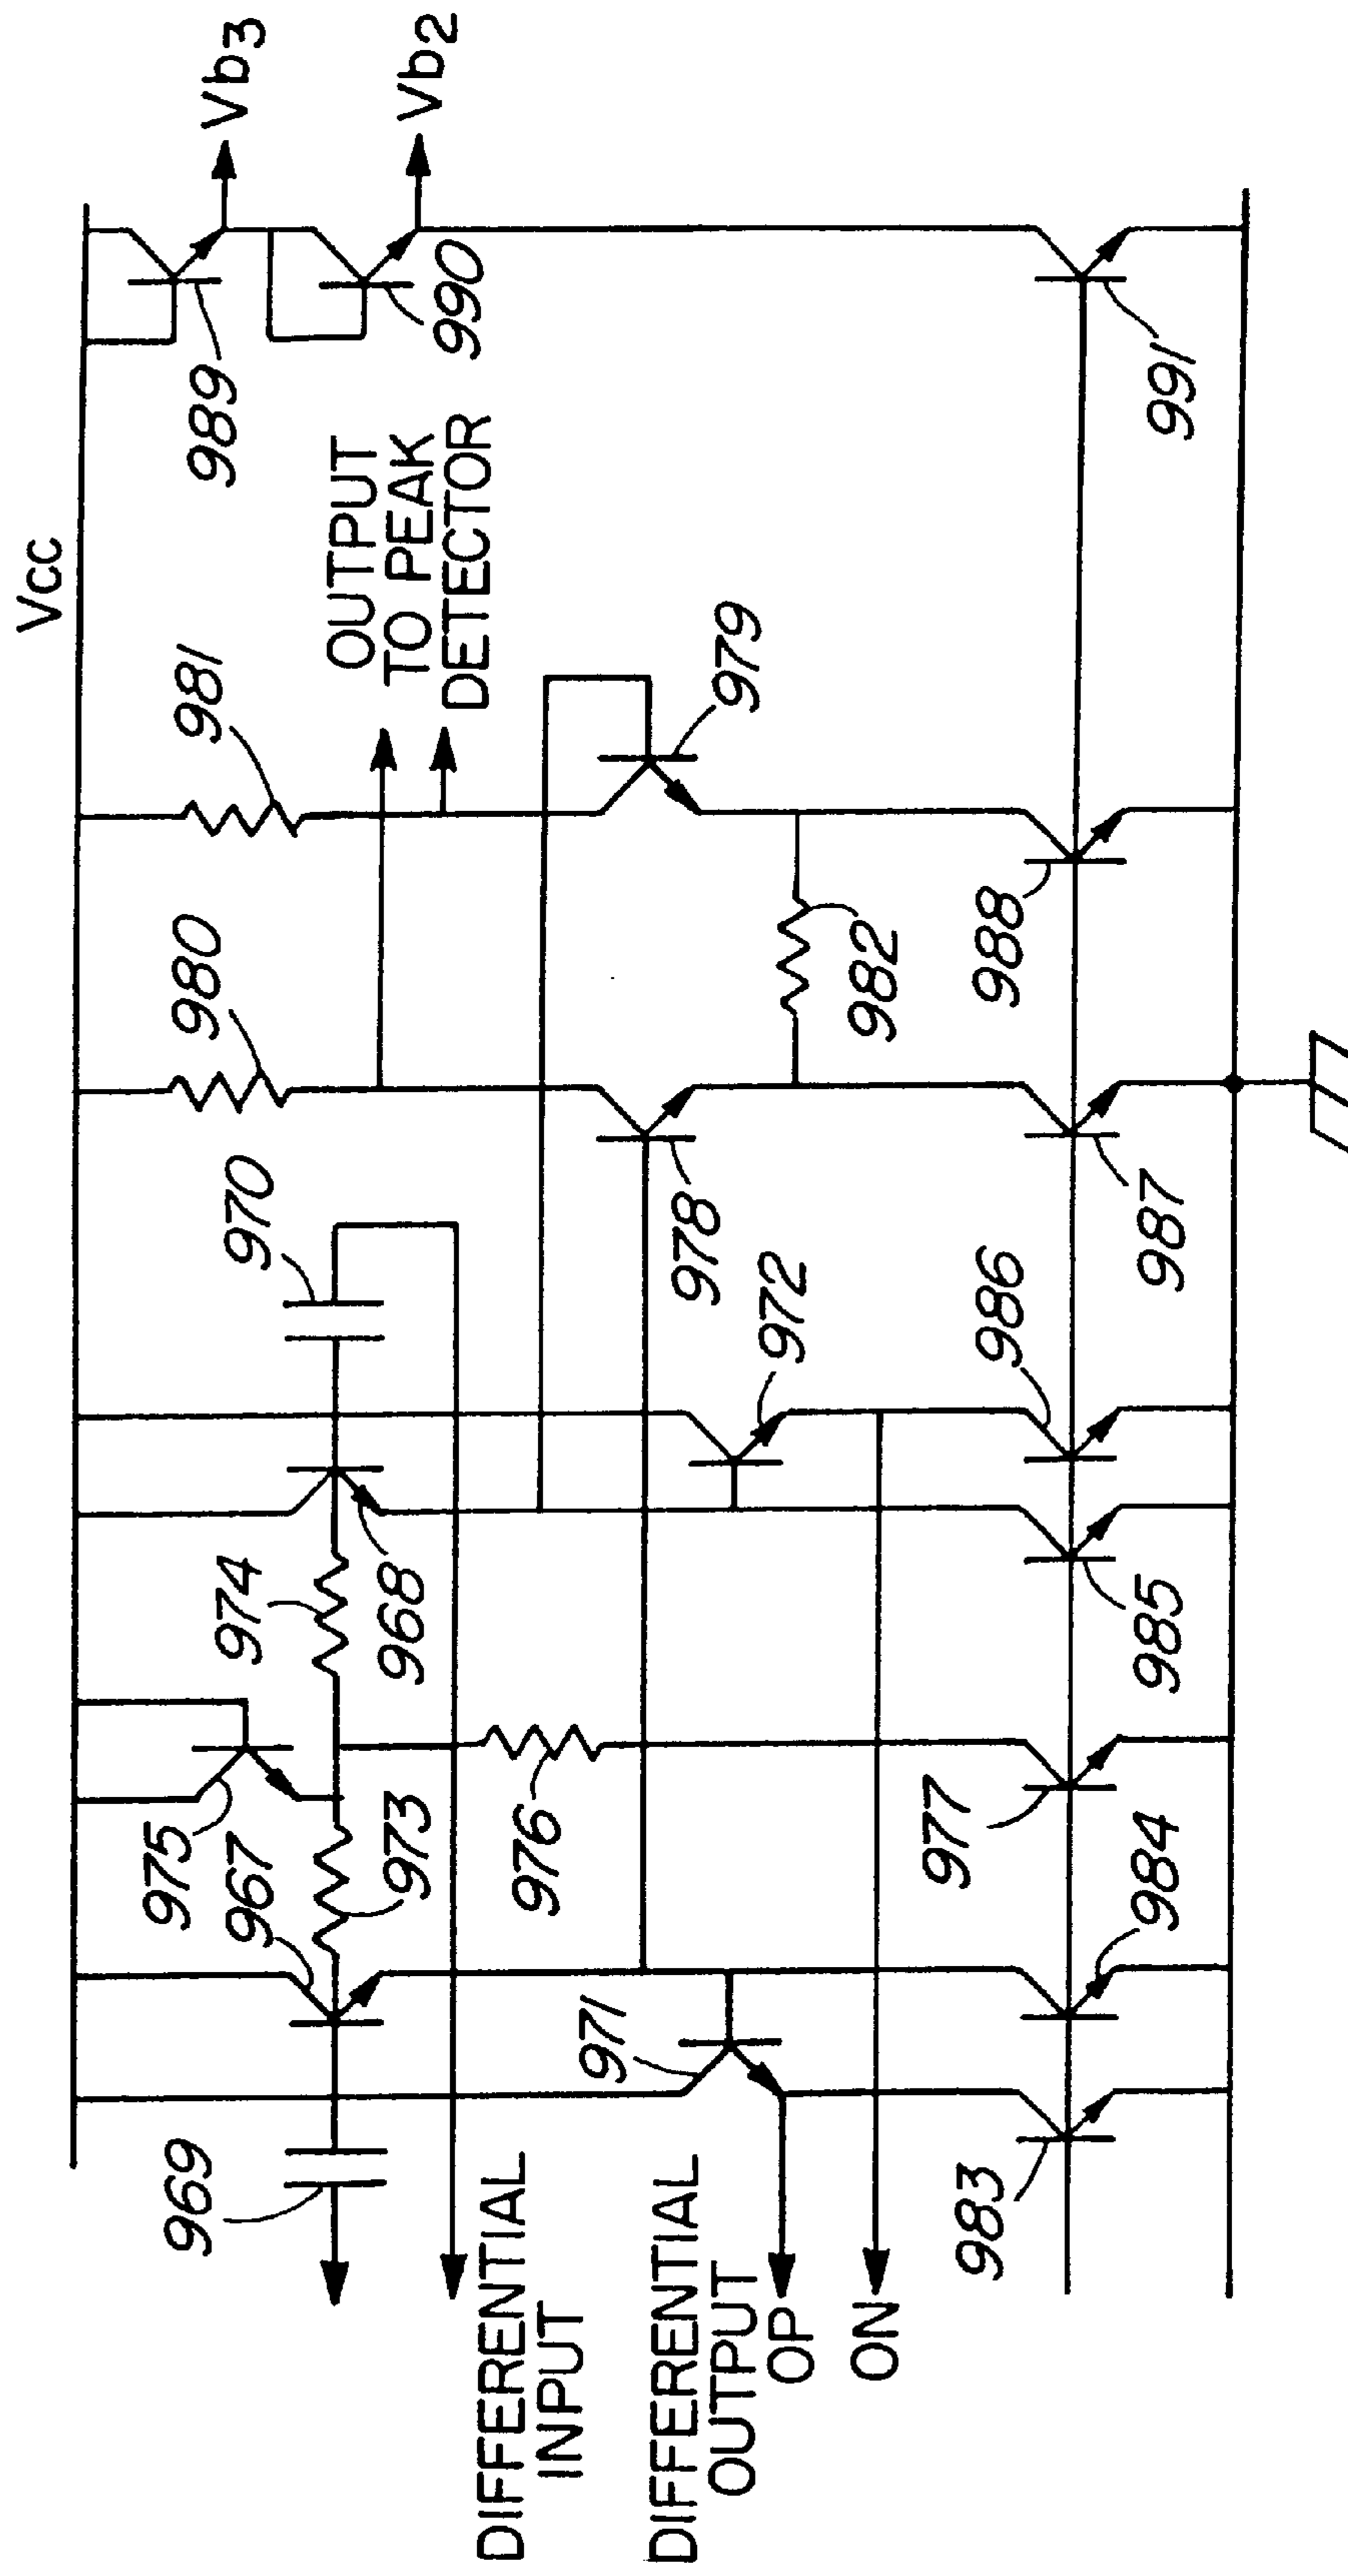 Vcc
Vb3
Vb2
989
990
991
OUTPUT
TO PEAK
DETECTOR
981
979
980
982
988
970
978
972
986
987
974
968
985
975
967
973
976
977
984
971
969
983
DIFFERENTIAL
INPUT
DIFFERENTIAL
OUTPUT
OP
ON